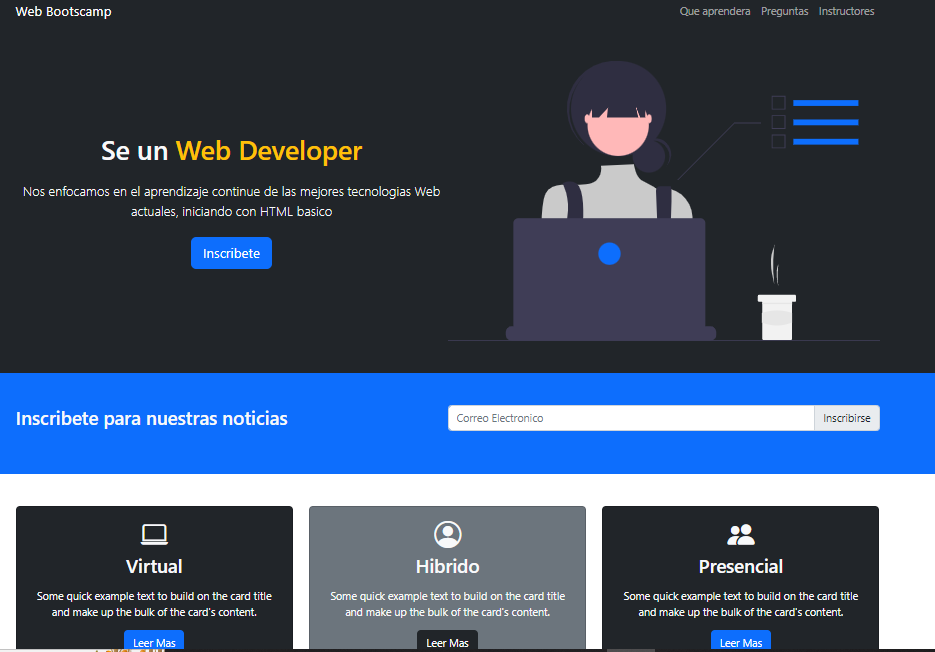 Web Bootscamp
Que aprendera Preguntas Instructores
Se un Web Developer
Nos enfocamos en el aprendizaje continue de las mejores tecnologias Web
actuales, iniciando con HTML basico
Inscribete
Inscribete para nuestras noticias
Correo Electronico
Inscribirse
Virtual
Some quick example text to build on the card title
and make up the bulk of the card's content.
Leer Mas
Hibrido
Some quick example text to build on the card title
and make up the bulk of the card's content.
Leer Mas
Presencial
Some quick example text to build on the card title
and make up the bulk of the card's content.
Leer Mas